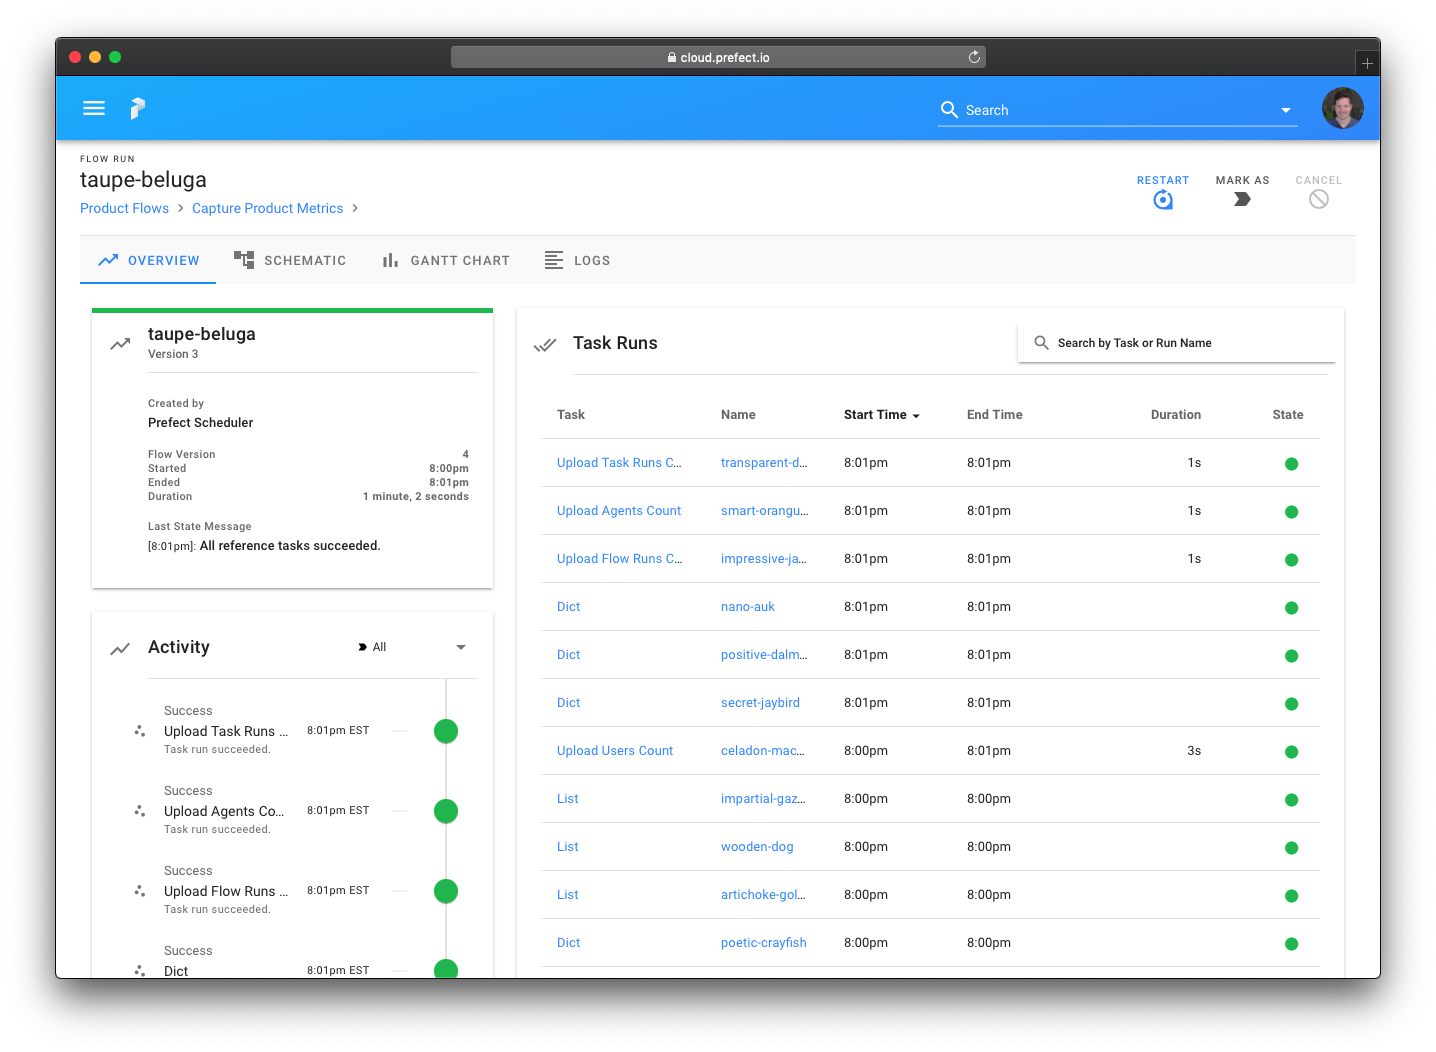 cloud.prefect.io
Search
FLOW RUN
taupe-beluga
Product Flows > Capture Product Metrics >
RESTART
MARK AS
CANCEL
OVERVIEW
SCHEMATIC
GANTT CHART
LOGS
taupe-beluga
Version 3
Created by
Prefect Scheduler
Flow Version 4
Started 8:00pm
Ended 8:01pm
Duration 1 minute, 2 seconds
Last State Message
[8:01pm]: All reference tasks succeeded.
Activity
All
Success
Upload Task Runs ... 8:01pm EST
Task run succeeded.
Success
Upload Agents Co... 8:01pm EST
Task run succeeded.
Success
Upload Flow Runs ... 8:01pm EST
Task run succeeded.
Success
Dict 8:01pm EST
Task Runs
Search by Task or Run Name
Task Name Start Time End Time Duration State
Upload Task Runs C... transparent-d... 8:01pm 8:01pm 1s
Upload Agents Count smart-orangu... 8:01pm 8:01pm 1s
Upload Flow Runs C... impressive-ja... 8:01pm 8:01pm 1s
Dict nano-auk 8:01pm 8:01pm
Dict positive-dalm... 8:01pm 8:01pm
Dict secret-jaybird 8:01pm 8:01pm
Upload Users Count celadon-mac... 8:00pm 8:01pm 3s
List impartial-gaz... 8:00pm 8:00pm
List wooden-dog 8:00pm 8:00pm
List artichoke-gol... 8:00pm 8:00pm
Dict poetic-crayfish 8:00pm 8:00pm